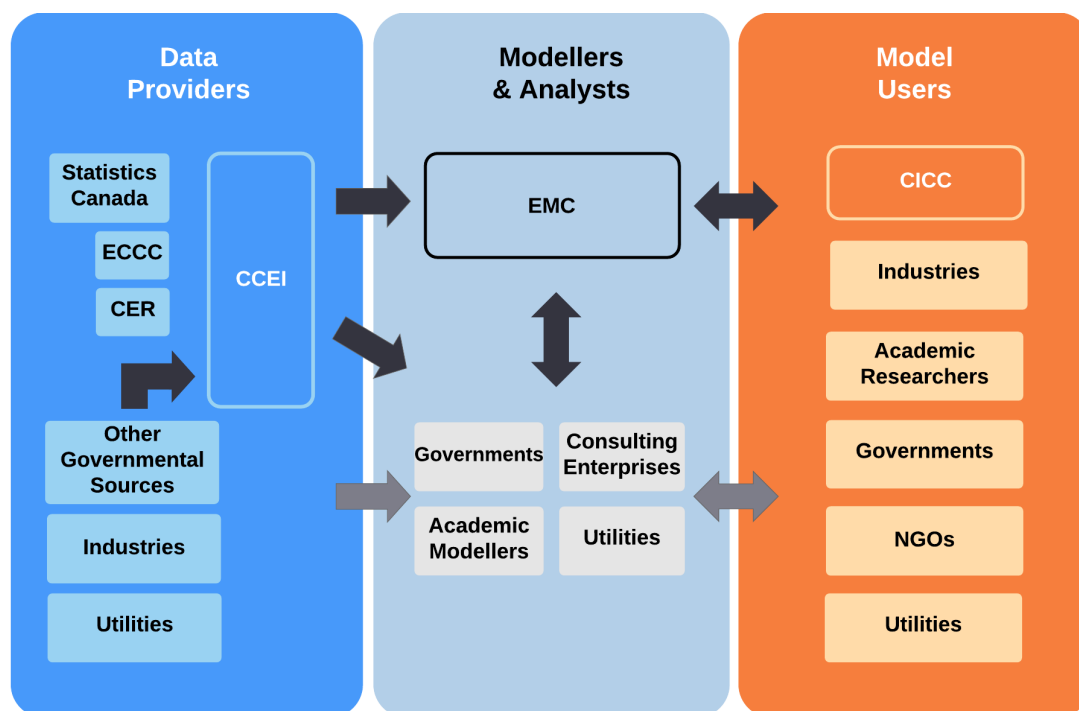 Data
Providers
Statistics
Canada
ECCC
CER
CCEI
Other
Governmental
Sources
Industries
Utilities
Modellers
& Analysts
EMC
Governments
Consulting
Enterprises
Academic
Modellers
Utilities
Model
Users
CICC
Industries
Academic
Researchers
Governments
NGOs
Utilities